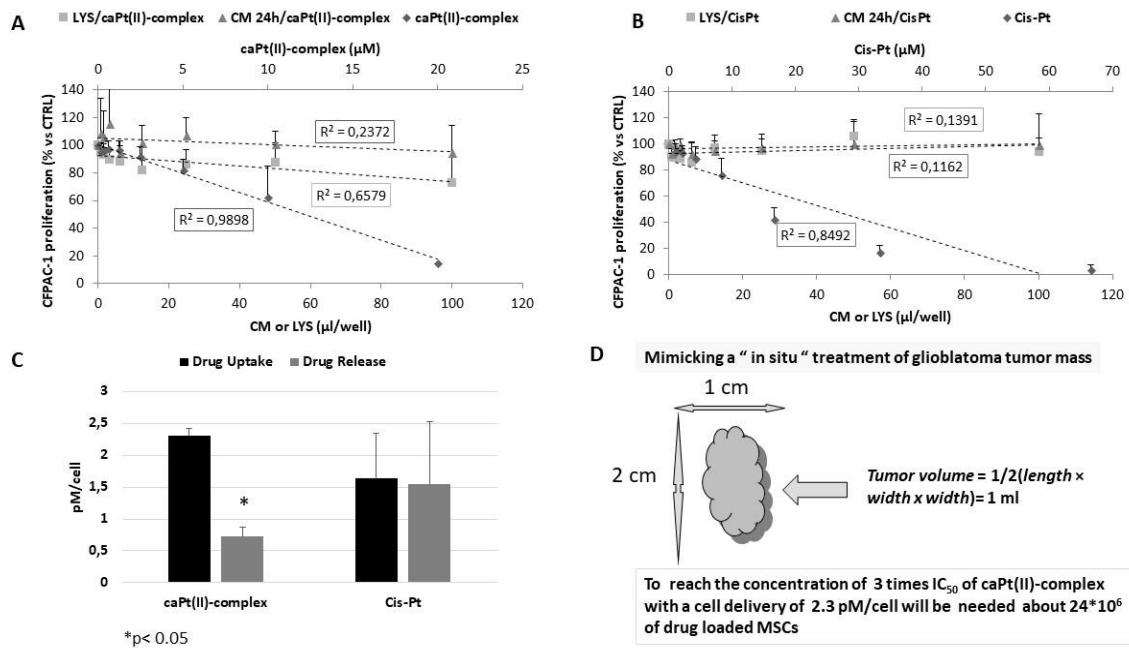 A
LYS/caPt(II)-complex CM 24h/caPt(II)-complex caPt(II)-complex
caPt(II)-complex (µM)
0 5 10 15 20 25
CFPAC-1 proliferation (% vs CTRL)
140
120
100
80
60
40
20
0
R² = 0,2372
R² = 0,6579
R² = 0,9898
0 20 40 60 80 100 120
CM or LYS (µl/well)
B
LYS/CisPt CM 24h/CisPt Cis-Pt
Cis-Pt (µM)
0 10 20 30 40 50 60 70
CFPAC-1 proliferation (% vs CTRL)
140
120
100
80
60
40
20
0
R² = 0,1391
R² = 0,1162
R² = 0,8492
0 20 40 60 80 100 120
CM or LYS (µl/well)
C
Drug Uptake Drug Release
pM/cell
3
2,5
2
1,5
1
0,5
0
*
caPt(II)-complex Cis-Pt
*p< 0.05
D
Mimicking a “ in situ “ treatment of glioblatoma tumor mass
1 cm
2 cm
Tumor volume = 1/2(length ×
width x width)= 1 ml
To reach the concentration of 3 times IC₅₀ of caPt(II)-complex
with a cell delivery of 2.3 pM/cell will be needed about 24*10⁶
of drug loaded MSCs